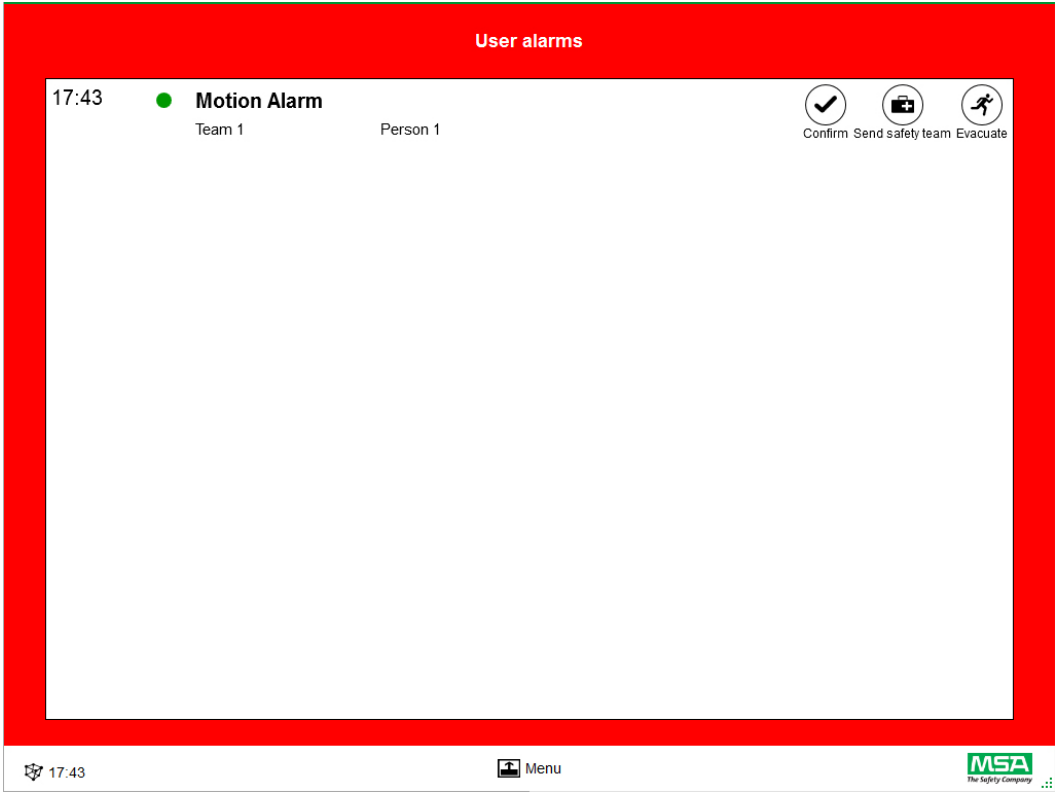 User alarms
17:43
Motion Alarm
Team 1 Person 1
Confirm Send safety team Evacuate
17:43
Menu
MSA
The Safety Company